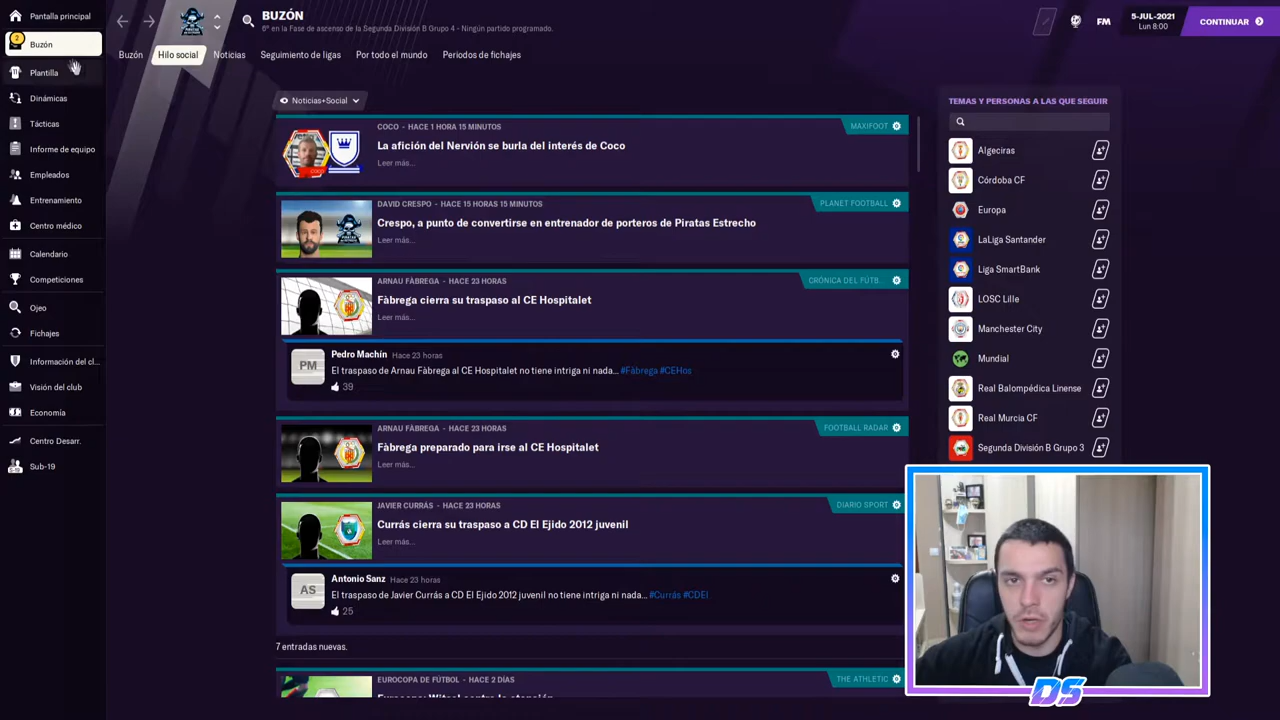 Pantalla principal
2
Buzón
Plantilla
Dinámicas
Tácticas
Informe de equipo
Empleados
Entrenamiento
Centro médico
Calendario
Competiciones
Ojeo
Fichajes
Información del cl...
Visión del club
Economía
Centro Desarr.
Sub-19
BUZÓN
6º en la Fase de ascenso de la Segunda División B Grupo 4 - Ningún partido programado.
FM
5-JUL-2021
Lun 8:00
CONTINUAR
Buzón
Hilo social
Noticias
Seguimiento de ligas
Por todo el mundo
Periodos de fichajes
Noticias+Social
COCO - HACE 1 HORA 15 MINUTOS
MAXIFOOT
La afición del Nervión se burla del interés de Coco
Leer más...
DAVID CRESPO - HACE 15 HORAS 15 MINUTOS
PLANET FOOTBALL
Crespo, a punto de convertirse en entrenador de porteros de Piratas Estrecho
Leer más...
ARNAU FÀBREGA - HACE 23 HORAS
CRÓNICA DEL FÚTB...
Fàbrega cierra su traspaso al CE Hospitalet
Leer más...
PM
Pedro Machín Hace 23 horas
El traspaso de Arnau Fàbrega al CE Hospitalet no tiene intriga ni nada... #Fàbrega #CEHos
39
ARNAU FÀBREGA - HACE 23 HORAS
FOOTBALL RADAR
Fàbrega preparado para irse al CE Hospitalet
Leer más...
JAVIER CURRÁS - HACE 23 HORAS
DIARIO SPORT
Currás cierra su traspaso a CD El Ejido 2012 juvenil
Leer más...
AS
Antonio Sanz Hace 23 horas
El traspaso de Javier Currás a CD El Ejido 2012 juvenil no tiene intriga ni nada... #Currás #CDEl
25
7 entradas nuevas.
EUROCOPA DE FÚTBOL - HACE 2 DÍAS
THE ATHLETIC
TEMAS Y PERSONAS A LAS QUE SEGUIR
Algeciras
Córdoba CF
Europa
LaLiga Santander
Liga SmartBank
LOSC Lille
Manchester City
Mundial
Real Balompédica Linense
Real Murcia CF
Segunda División B Grupo 3
DS